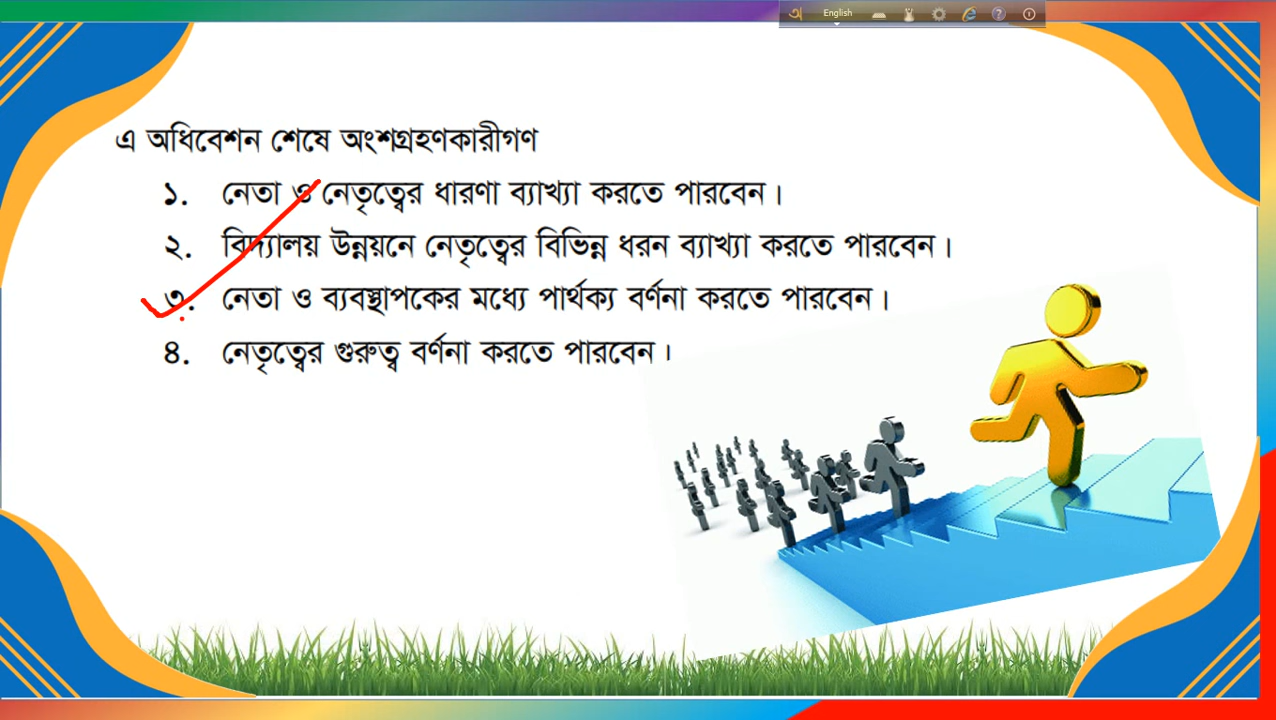 English
এ অধিবেশন শেষে অংশগ্রহণকারীগণ
১. নেতা ও নেতৃত্বের ধারণা ব্যাখ্যা করতে পারবেন।
২. বিদ্যালয় উন্নয়নে নেতৃত্বের বিভিন্ন ধরন ব্যাখ্যা করতে পারবেন।
৩. নেতা ও ব্যবস্থাপকের মধ্যে পার্থক্য বর্ণনা করতে পারবেন।
৪. নেতৃত্বের গুরুত্ব বর্ণনা করতে পারবেন।